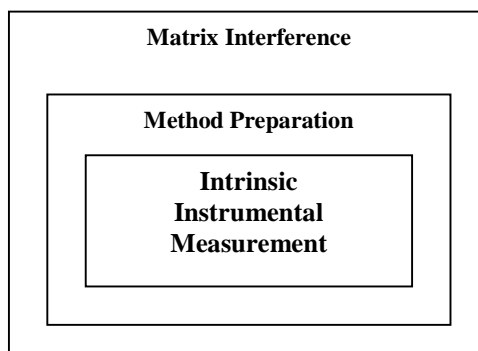 Matrix Interference
Method Preparation
Intrinsic
Instrumental
Measurement